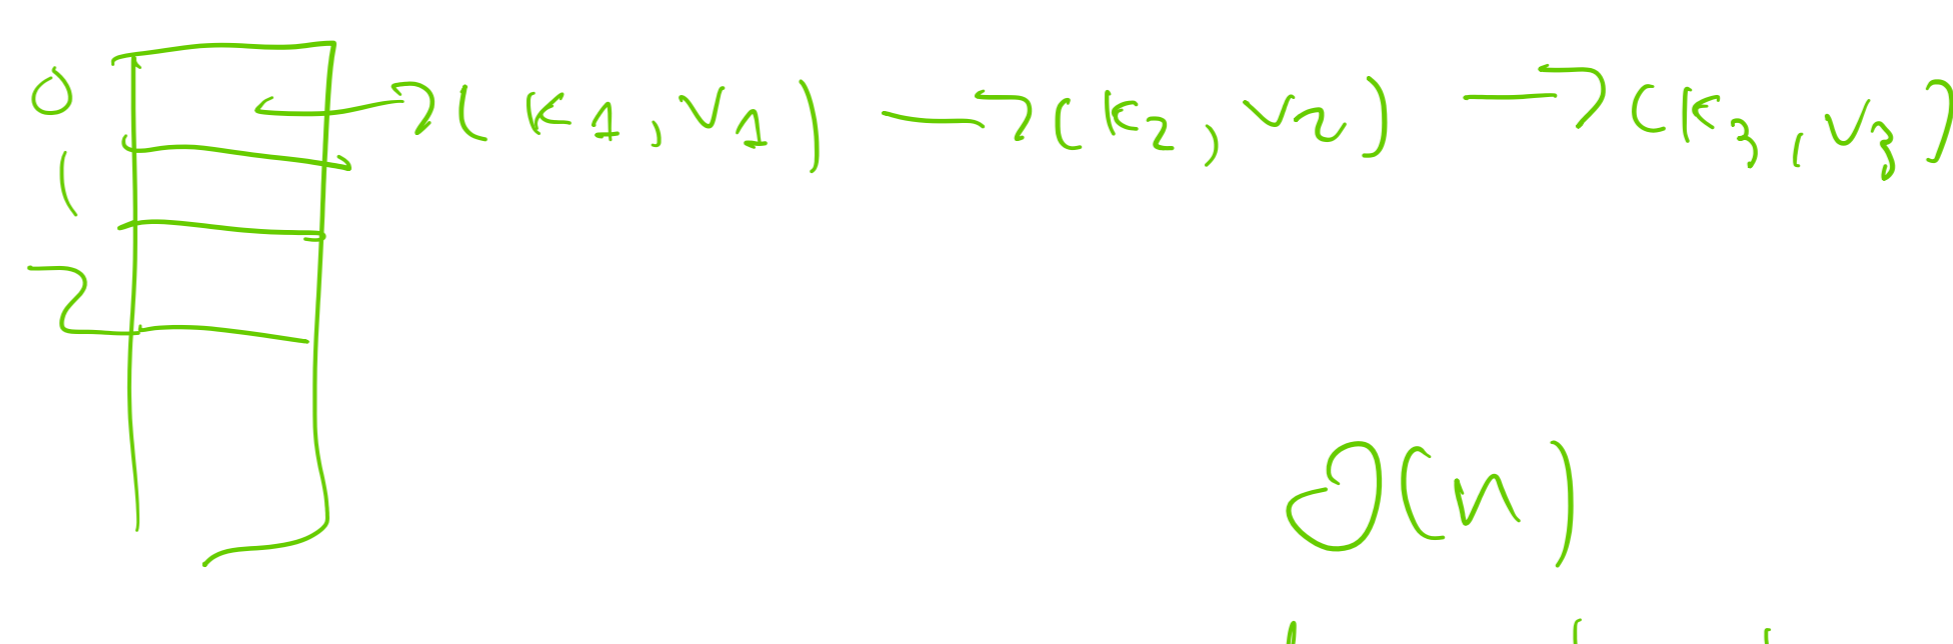 0 (k1, v1) → (k2, v2) → (k3, v3)
1
2
O(n)